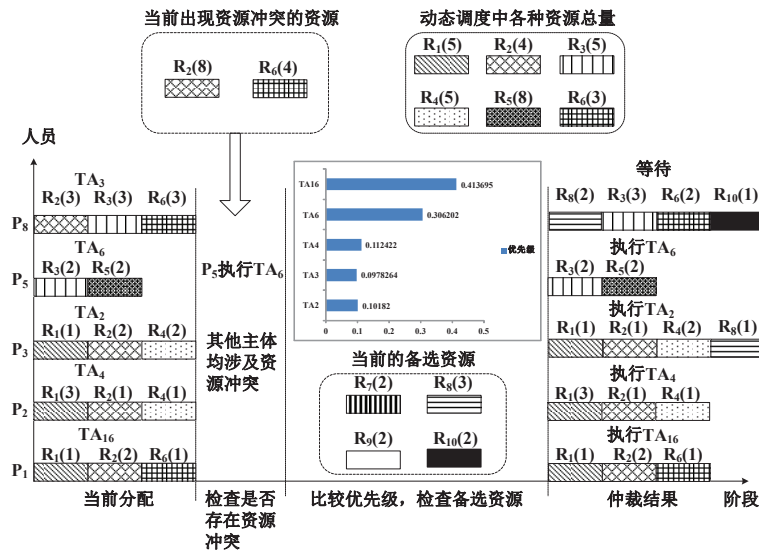 当前出现资源冲突的资源
R2(8) R6(4)
动态调度中各种资源总量
R1(5) R2(4) R3(5)
R4(5) R5(8) R6(3)
人员
TA3
R2(3) R3(3) R6(3)
P8
TA6
R3(2) R5(2)
P5
TA2
R1(1) R2(2) R4(2)
P3
TA4
R1(3) R2(1) R4(1)
P2
TA16
R1(1) R2(2) R6(1)
P1
当前分配
P5执行TA6
其他主体
均涉及资
源冲突
检查是否
存在资源
冲突
TA16 0.413695
TA6 0.306202
TA4 0.112422
TA3 0.0978264
TA2 0.10182
0 0.1 0.2 0.3 0.4 0.5
优先级
当前的备选资源
R7(2) R8(3)
R9(2) R10(2)
比较优先级，检查备选资源
等待
R8(2) R3(3) R6(2) R10(1)
执行TA6
R3(2) R5(2)
执行TA2
R1(1) R2(1) R4(2) R8(1)
执行TA4
R1(3) R2(1) R4(1)
执行TA16
R1(1) R2(2) R6(1)
仲裁结果
阶段